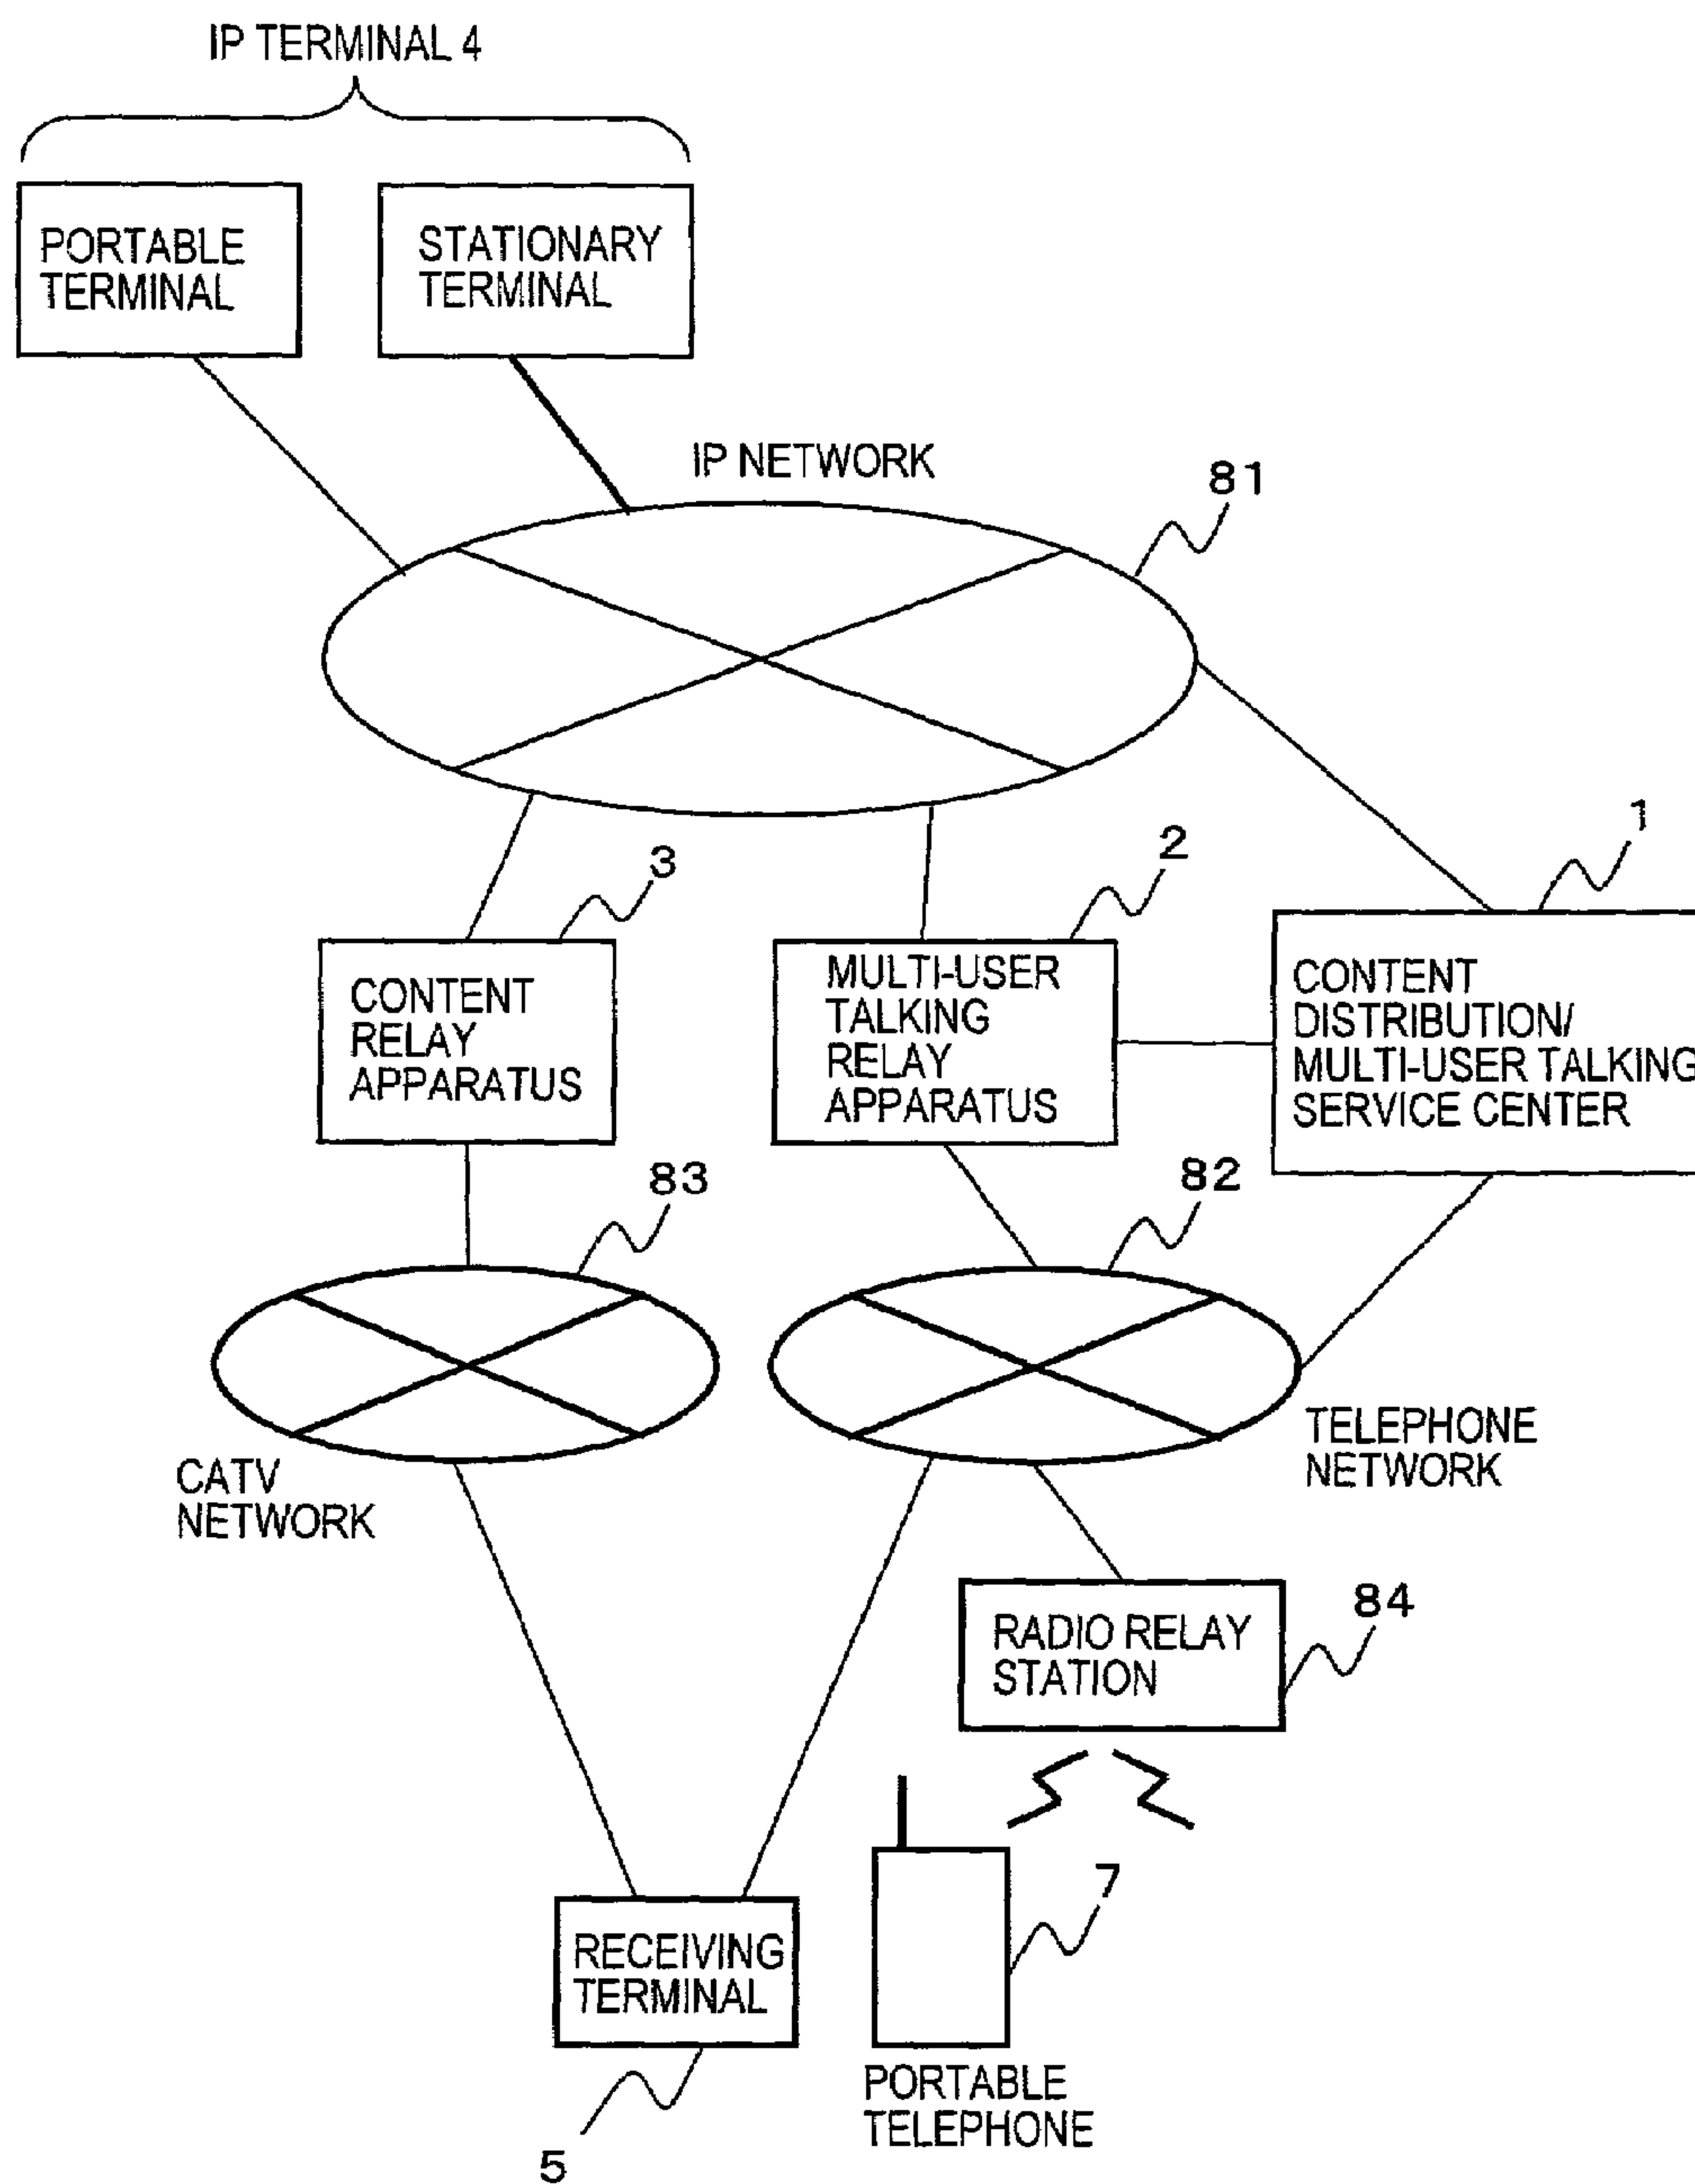 IP TERMINAL 4
PORTABLE
TERMINAL
STATIONARY
TERMINAL
IP NETWORK
81
1
2
3
CONTENT
RELAY
APPARATUS
MULTI-USER
TALKING
RELAY
APPARATUS
CONTENT
DISTRIBUTION/
MULTI-USER TALKING
SERVICE CENTER
83
82
CATV
NETWORK
TELEPHONE
NETWORK
RADIO RELAY
STATION
84
7
RECEIVING
TERMINAL
5
PORTABLE
TELEPHONE